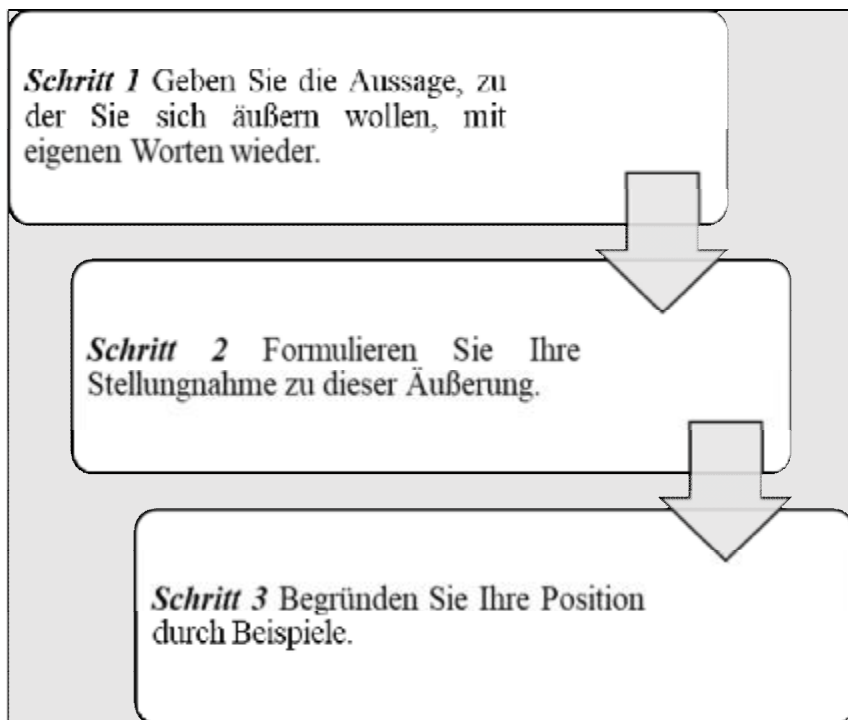 Schritt 1 Geben Sie die Aussage, zu
der Sie sich äußern wollen, mit
eigenen Worten wieder.
Schritt 2 Formulieren Sie Ihre
Stellungnahme zu dieser Äußerung.
Schritt 3 Begründen Sie Ihre Position
durch Beispiele.